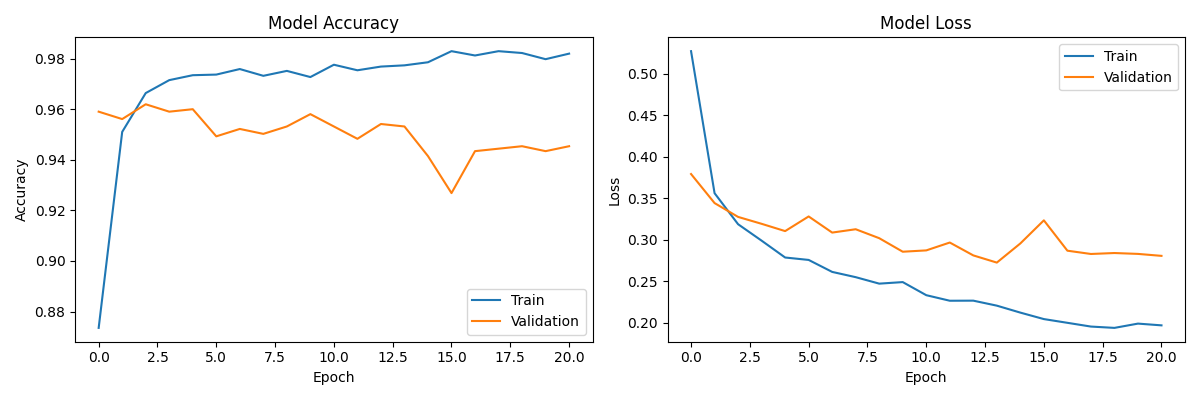 Model Accuracy
Accuracy
0.98
0.96
0.94
0.92
0.90
0.88
Train
Validation
0.0 2.5 5.0 7.5 10.0 12.5 15.0 17.5 20.0
Epoch
Model Loss
Loss
0.50
0.45
0.40
0.35
0.30
0.25
0.20
Train
Validation
0.0 2.5 5.0 7.5 10.0 12.5 15.0 17.5 20.0
Epoch